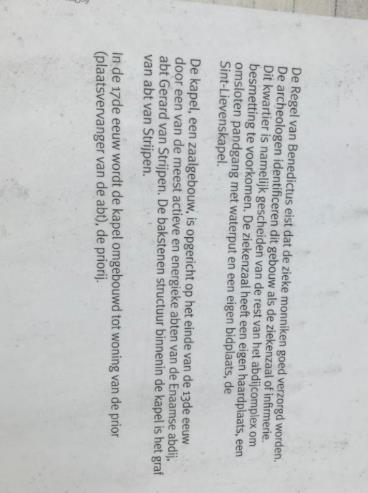 De Regel van Benedictus eist dat de zieke monniken goed verzorgd worden.
De archeologen identificeren dit gebouw als de ziekenzaal of infirmerie.
Dit kwartier is namelijk gescheiden van de rest van het abdijcomplex om
besmetting te voorkomen. De ziekenzaal heeft een eigen haardplaats, een
omsloten pandgang met waterput en een eigen bidplaats, de
Sint-Lievenskapel.
De kapel, een zaalgebouw, is opgericht op het einde van de 13de eeuw
door een van de meest actieve en energieke abten van de Enaamse abdij,
abt Gerard van Strijpen. De bakstenen structuur binnenin de kapel is het graf
van abt van Strijpen.
In de 17de eeuw wordt de kapel omgebouwd tot woning van de prior
(plaatsvervanger van de abt), de priorij.